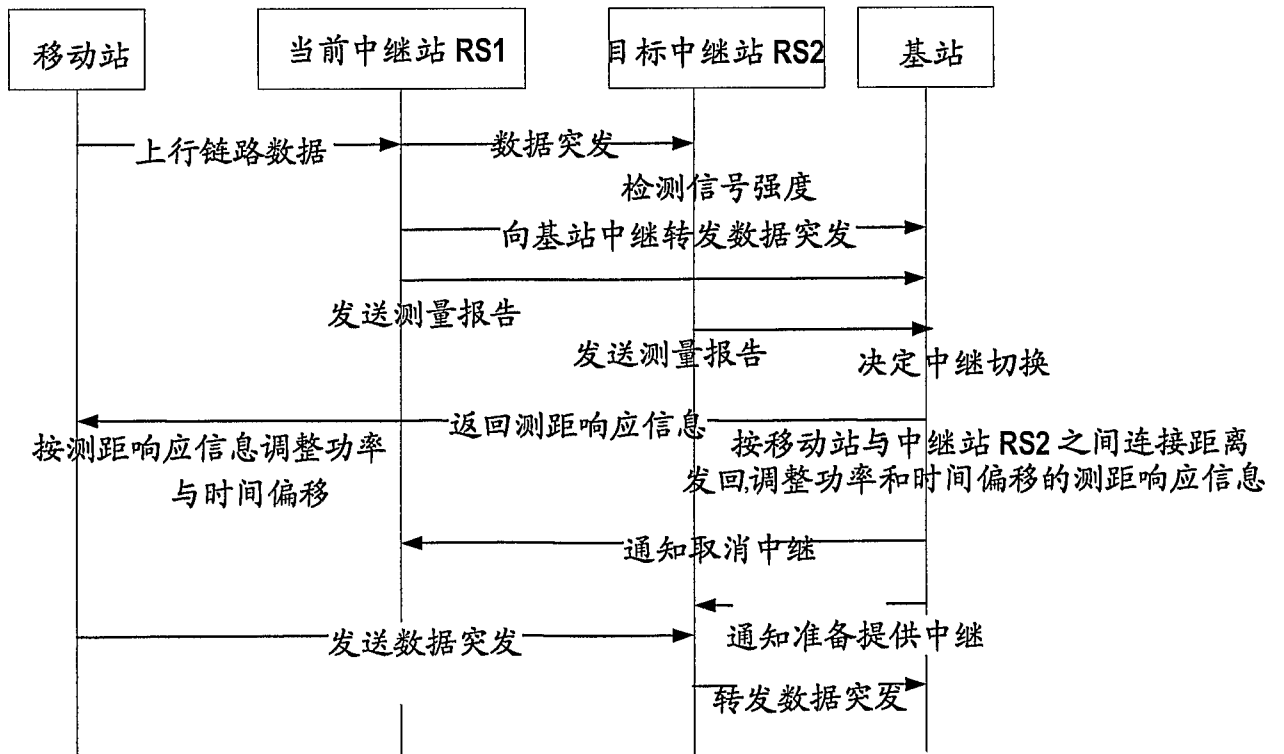 移动站
当前中继站 RS1
目标中继站 RS2
基站
上行链路数据
数据突发
检测信号强度
向基站中继转发数据突发
发送测量报告
发送测量报告
决定中继切换
返回测距响应信息
按测距响应信息调整功率
与时间偏移
按移动站与中继站 RS2 之间连接距离
发回,调整功率和时间偏移的测距响应信息
通知取消中继
通知准备提供中继
发送数据突发
转发数据突发